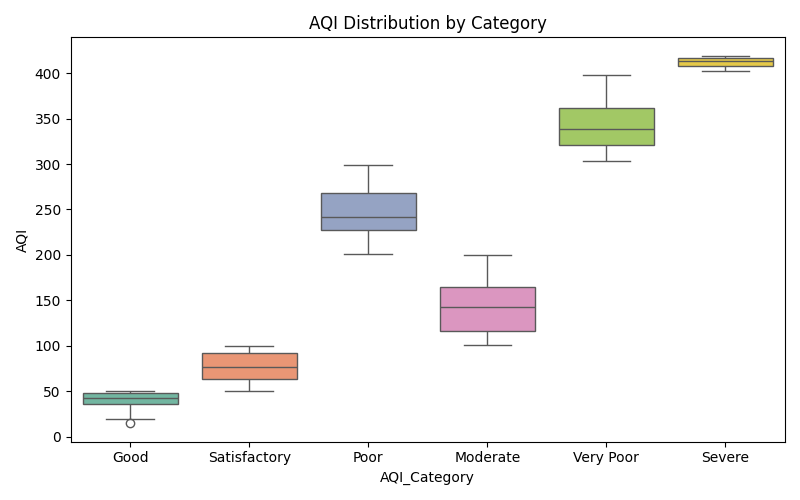 AQI Distribution by Category
AQI
400
350
300
250
200
150
100
50
0
Good Satisfactory Poor Moderate Very Poor Severe
AQI_Category